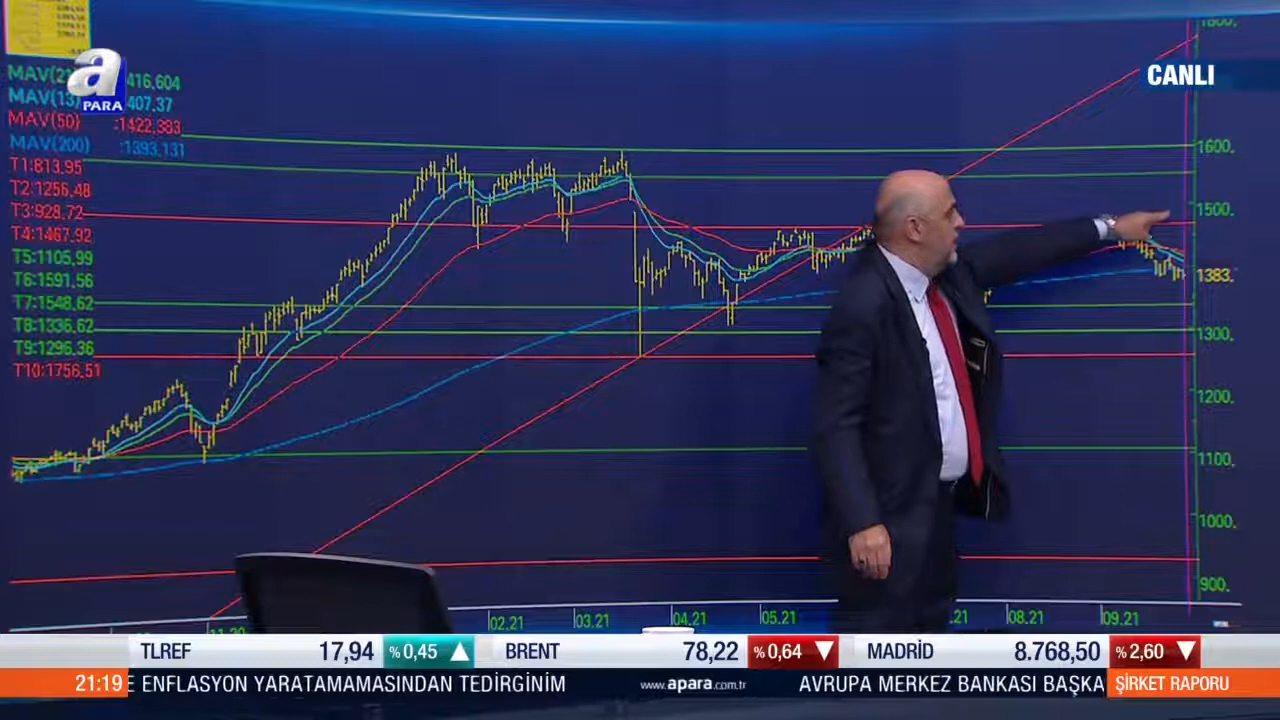 CANLI
a
PARA
MAV(21) 416,604
MAV(13) 407.37
MAV(50) :1422,383
MAV(200) :1393,131
T1:813,95
T2:1256,48
T3:928,72
T4:1467,92
T5:1105,99
T6:1591,56
T7:1548,62
T8:1336,62
T9:1296,36
T10:1756,51
1800.
1600.
1500.
1383.
1300.
1200.
1100.
1000.
900.
11.20
02.21
03.21
04.21
05.21
.21
08.21
09.21
TLREF 17,94 %0,45
BRENT 78,22 %0,64
MADRİD 8.768,50 %2,60
21:19 E ENFLASYON YARATAMAMASINDAN TEDİRGİNİM www.apara.com.tr AVRUPA MERKEZ BANKASI BAŞKA ŞİRKET RAPORU